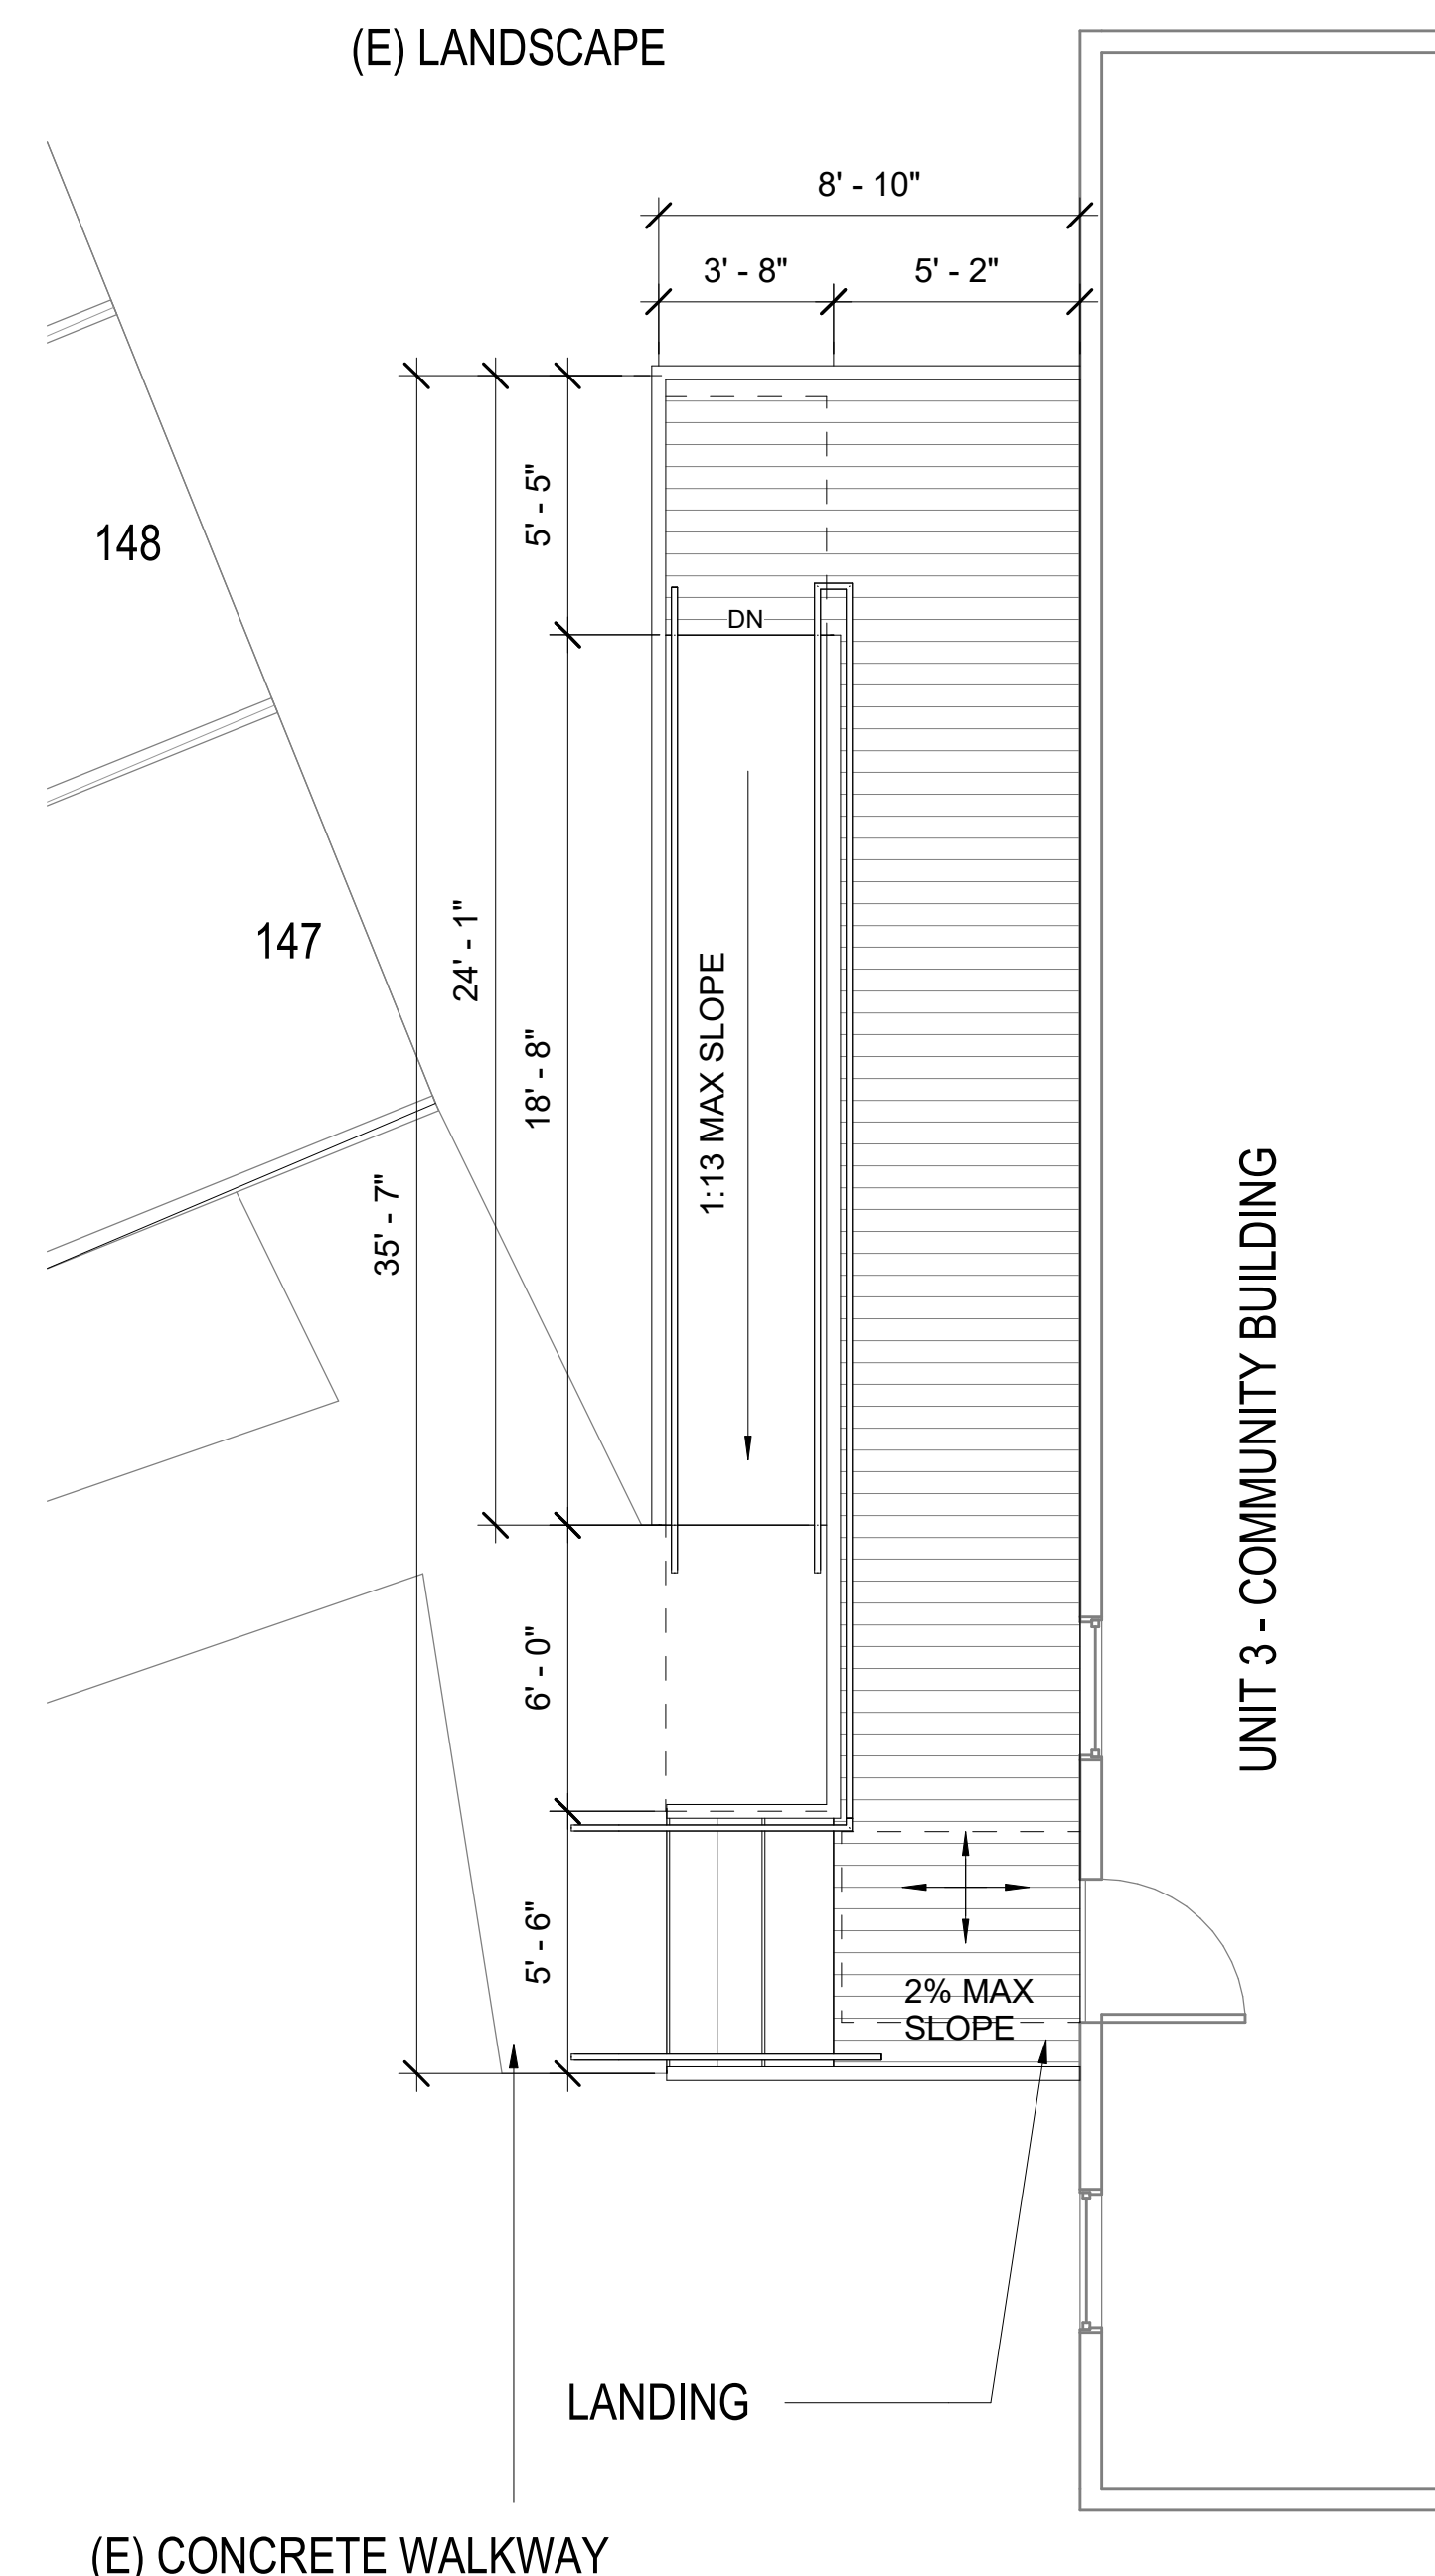 (E) LANDSCAPE
8' - 10"
3' - 8"
5' - 2"
5' - 5"
148
DN
24' - 1"
147
18' - 8"
1:13 MAX SLOPE
35' - 7"
UNIT 3 - COMMUNITY BUILDING
6' - 0"
5' - 6"
2% MAX
SLOPE
LANDING
(E) CONCRETE WALKWAY